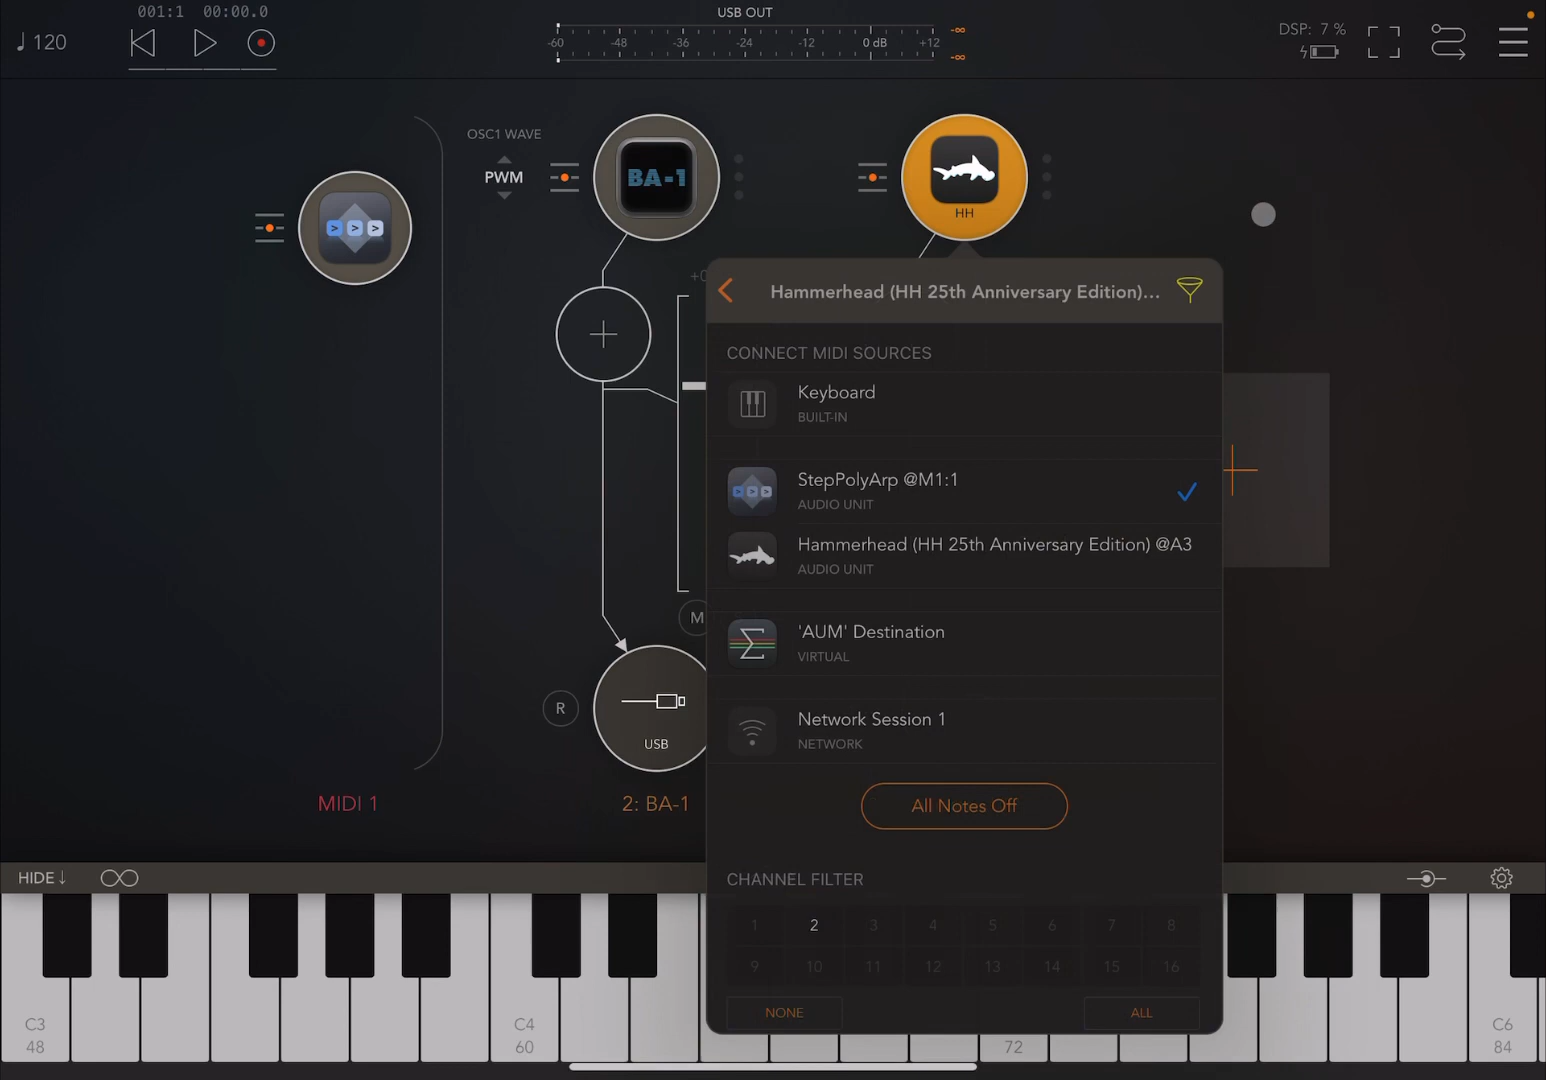 001:1 00:00.0
♩ 120
USB OUT
-60 -48 -36 -24 -12 0 dB +12
-∞
-∞
DSP: 7 %
OSC1 WAVE
PWM
BA-1
HH
> > >
+0
Hammerhead (HH 25th Anniversary Edition)...
CONNECT MIDI SOURCES
Keyboard
BUILT-IN
StepPolyArp @M1:1
AUDIO UNIT
Hammerhead (HH 25th Anniversary Edition) @A3
AUDIO UNIT
'AUM' Destination
VIRTUAL
Network Session 1
NETWORK
All Notes Off
CHANNEL FILTER
1 2 3 4 5 6 7 8
9 10 11 12 13 14 15 16
NONE ALL
M
R
USB
MIDI 1
2: BA-1
HIDE↓
C3
48
C4
60
72
C6
84